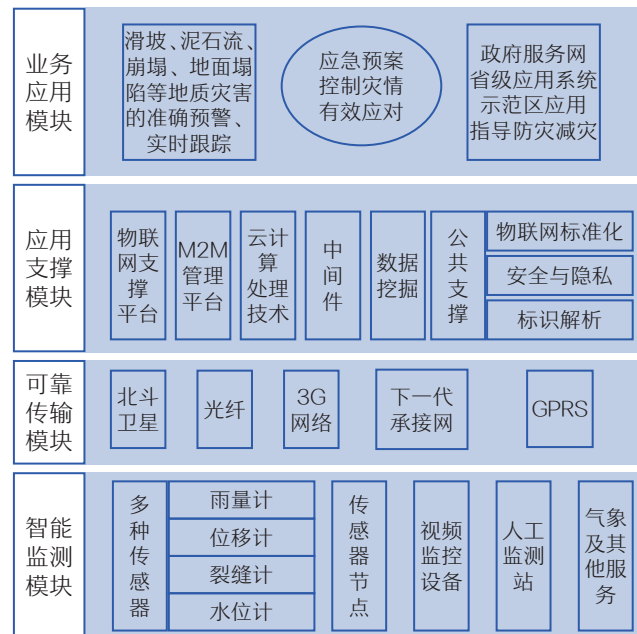 业务
应用
模块
滑坡、泥石流、
崩塌、地面塌
陷等地质灾害
的准确预警、
实时跟踪
应急预案
控制灾情
有效应对
政府服务网
省级应用系统
示范区应用
指导防灾减灾
应用
支撑
模块
物联
网支
撑
平台
M2M
管理
平台
云计
算
处理
技术
中
间
件
数据
挖掘
公
共
支
撑
物联网标准化
安全与隐私
标识解析
可靠
传输
模块
北斗
卫星
光纤
3G
网络
下一代
承接网
GPRS
智能
监测
模块
多
种
传
感
器
雨量计
位移计
裂缝计
水位计
传
感
器
节
点
视频
监控
设备
人工
监测
站
气象
及其
他服
务